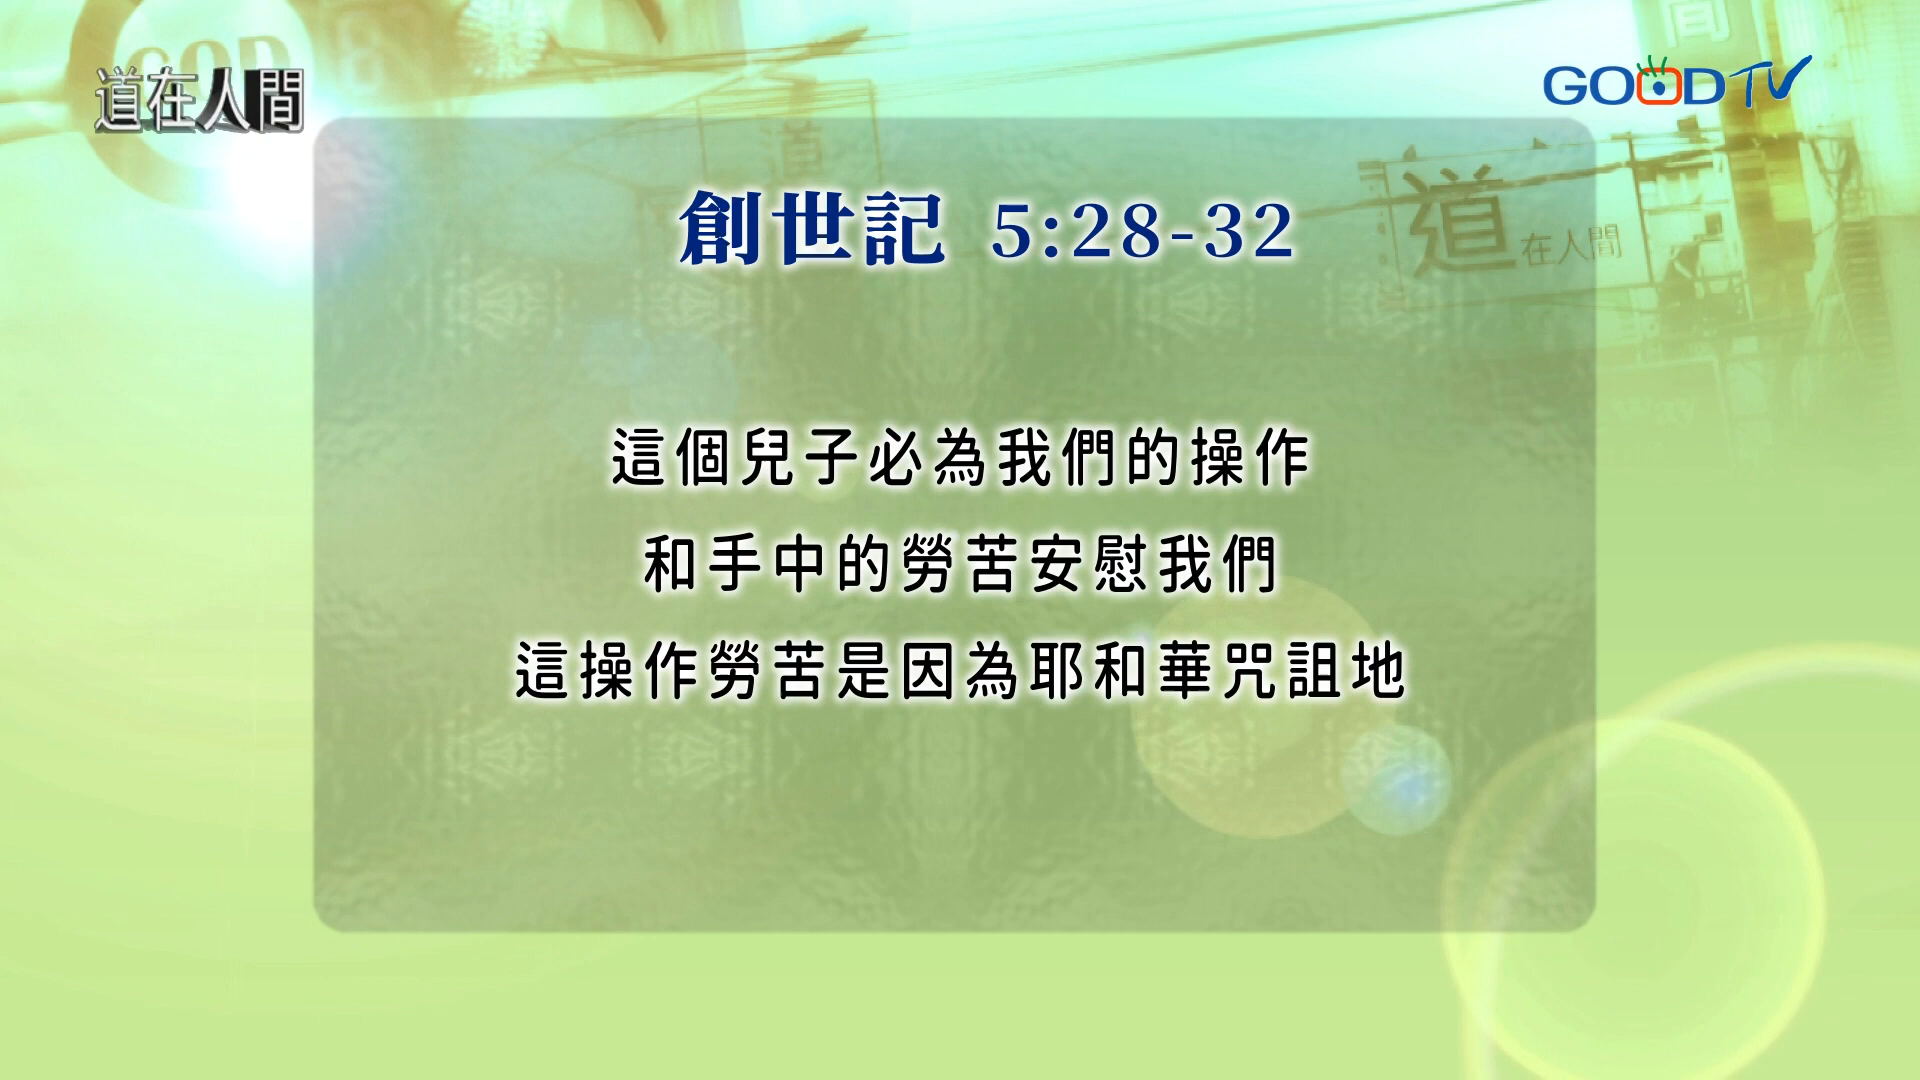 道在人間
GOODTV
創世記 5:28-32
道在人間
這個兒子必為我們的操作
和手中的勞苦安慰我們
這操作勞苦是因為耶和華咒詛地